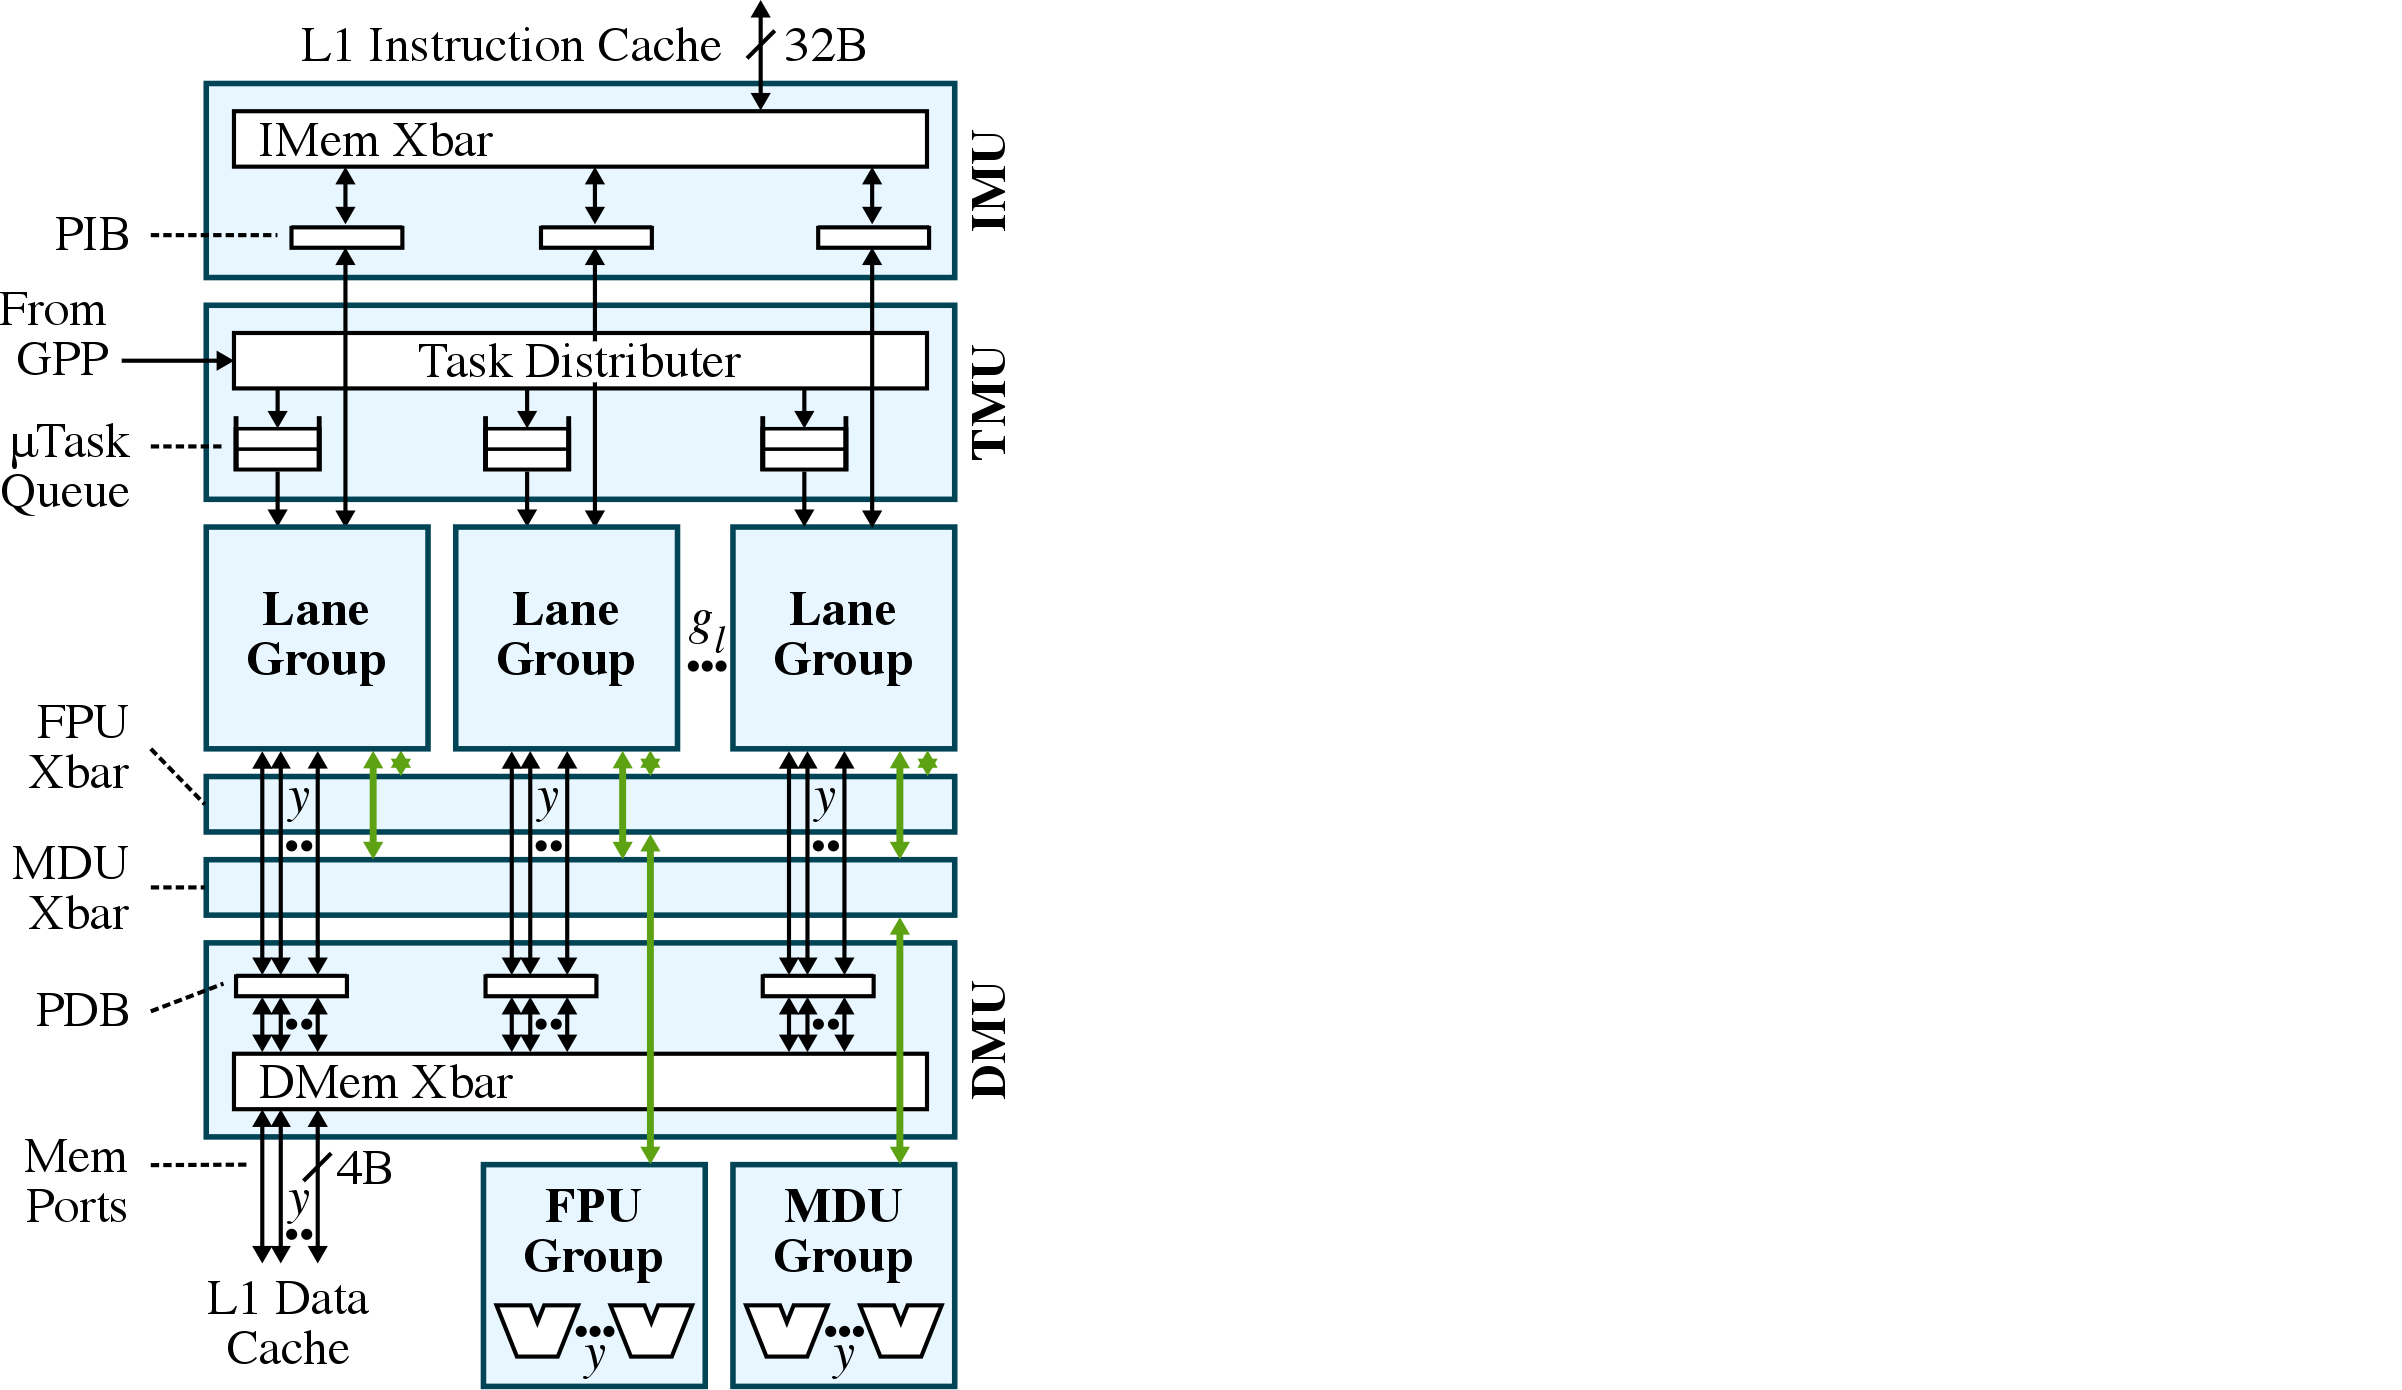 L1 Instruction Cache
32B
IMem Xbar
IMU
PIB
From
GPP
Task Distributer
TMU
μTask
Queue
Lane
Group
Lane
Group
g_l
Lane
Group
FPU
Xbar
y
y
y
MDU
Xbar
PDB
DMU
DMem Xbar
Mem
Ports
4B
y
L1 Data
Cache
FPU
Group
y
MDU
Group
y